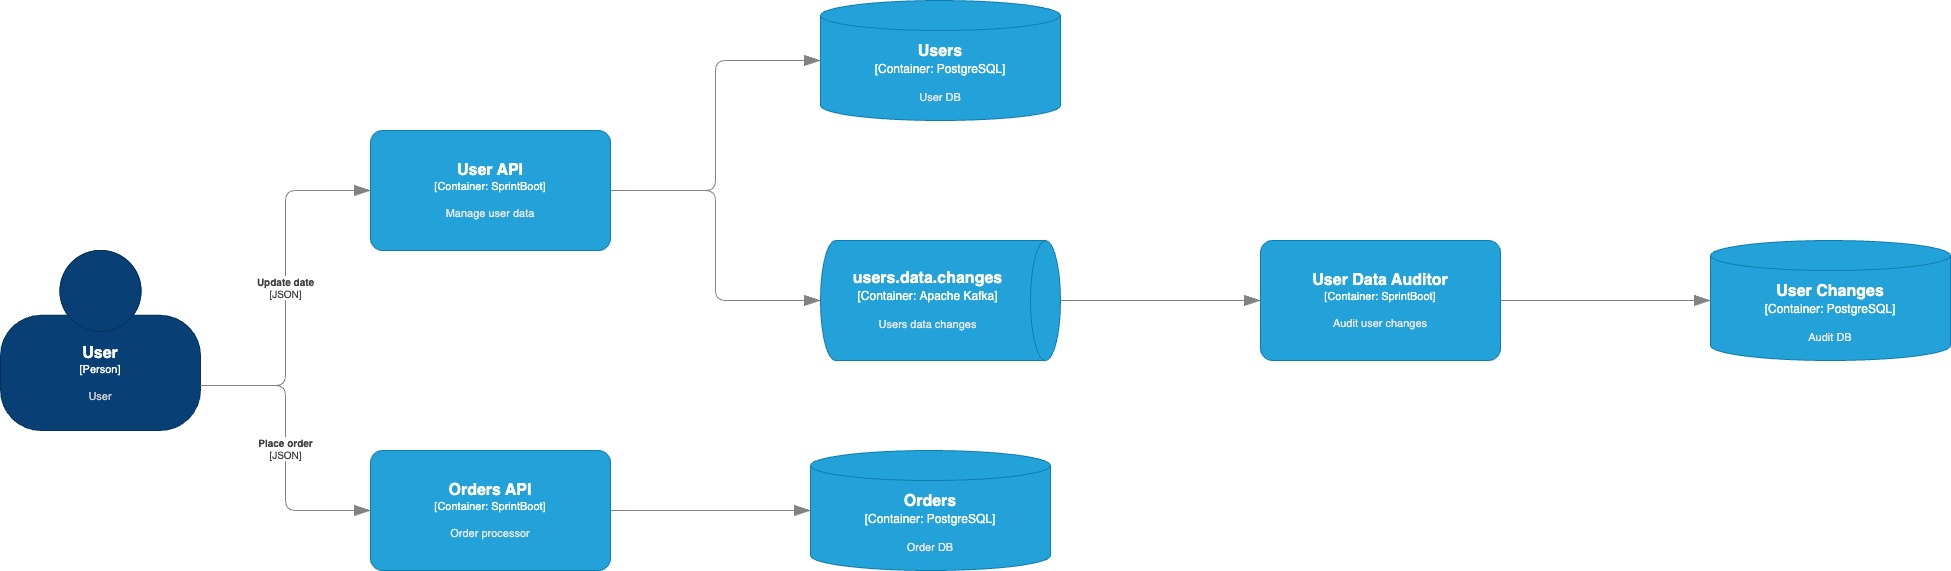 Users
[Container: PostgreSQL]
User DB
User API
[Container: SprintBoot]
Manage user data
Update date
[JSON]
users.data.changes
[Container: Apache Kafka]
Users data changes
User Data Auditor
[Container: SprintBoot]
Audit user changes
User Changes
[Container: PostgreSQL]
Audit DB
User
[Person]
User
Place order
[JSON]
Orders API
[Container: SprintBoot]
Order processor
Orders
[Container: PostgreSQL]
Order DB